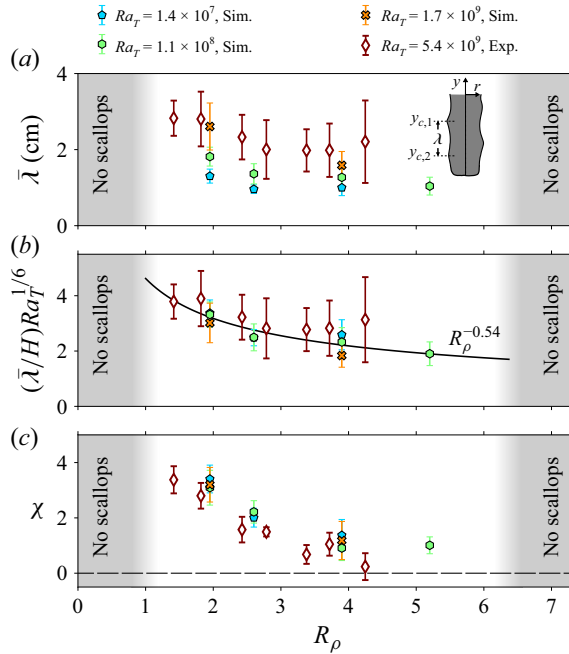 Ra_T = 1.4 × 10^7, Sim.
Ra_T = 1.7 × 10^9, Sim.
Ra_T = 1.1 × 10^8, Sim.
Ra_T = 5.4 × 10^9, Exp.
(a)
4
2
0
λ̄ (cm)
No scallops
No scallops
y
r
y_{c,1}
λ
y_{c,2}
(b)
4
2
0
(λ̄/H)Ra_T^{1/6}
No scallops
No scallops
R_ρ^{-0.54}
(c)
4
2
0
χ
No scallops
No scallops
0 1 2 3 4 5 6 7
R_ρ